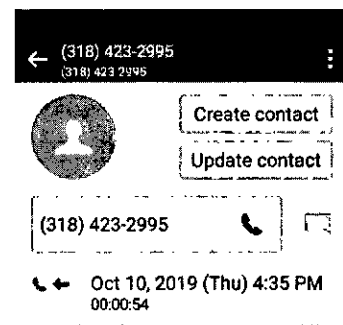 (318) 423-2995
(318) 423 2995
Create contact
Update contact
(318) 423-2995
Oct 10, 2019 (Thu) 4:35 PM
00:00:54